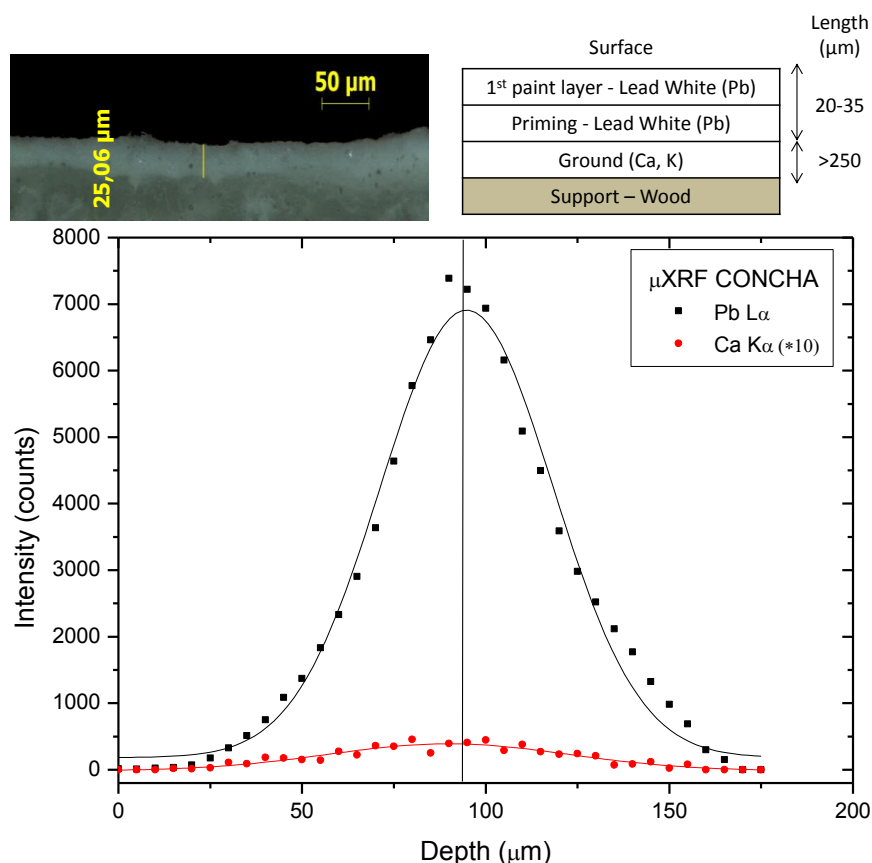 50 µm
25,06 µm
Surface
Length
(µm)
1st paint layer - Lead White (Pb)
Priming - Lead White (Pb)
20-35
Ground (Ca, K)
>250
Support – Wood
8000
7000
6000
5000
4000
3000
2000
1000
0
Intensity (counts)
µXRF CONCHA
Pb Lα
Ca Kα (*10)
0
50
100
150
200
Depth (µm)